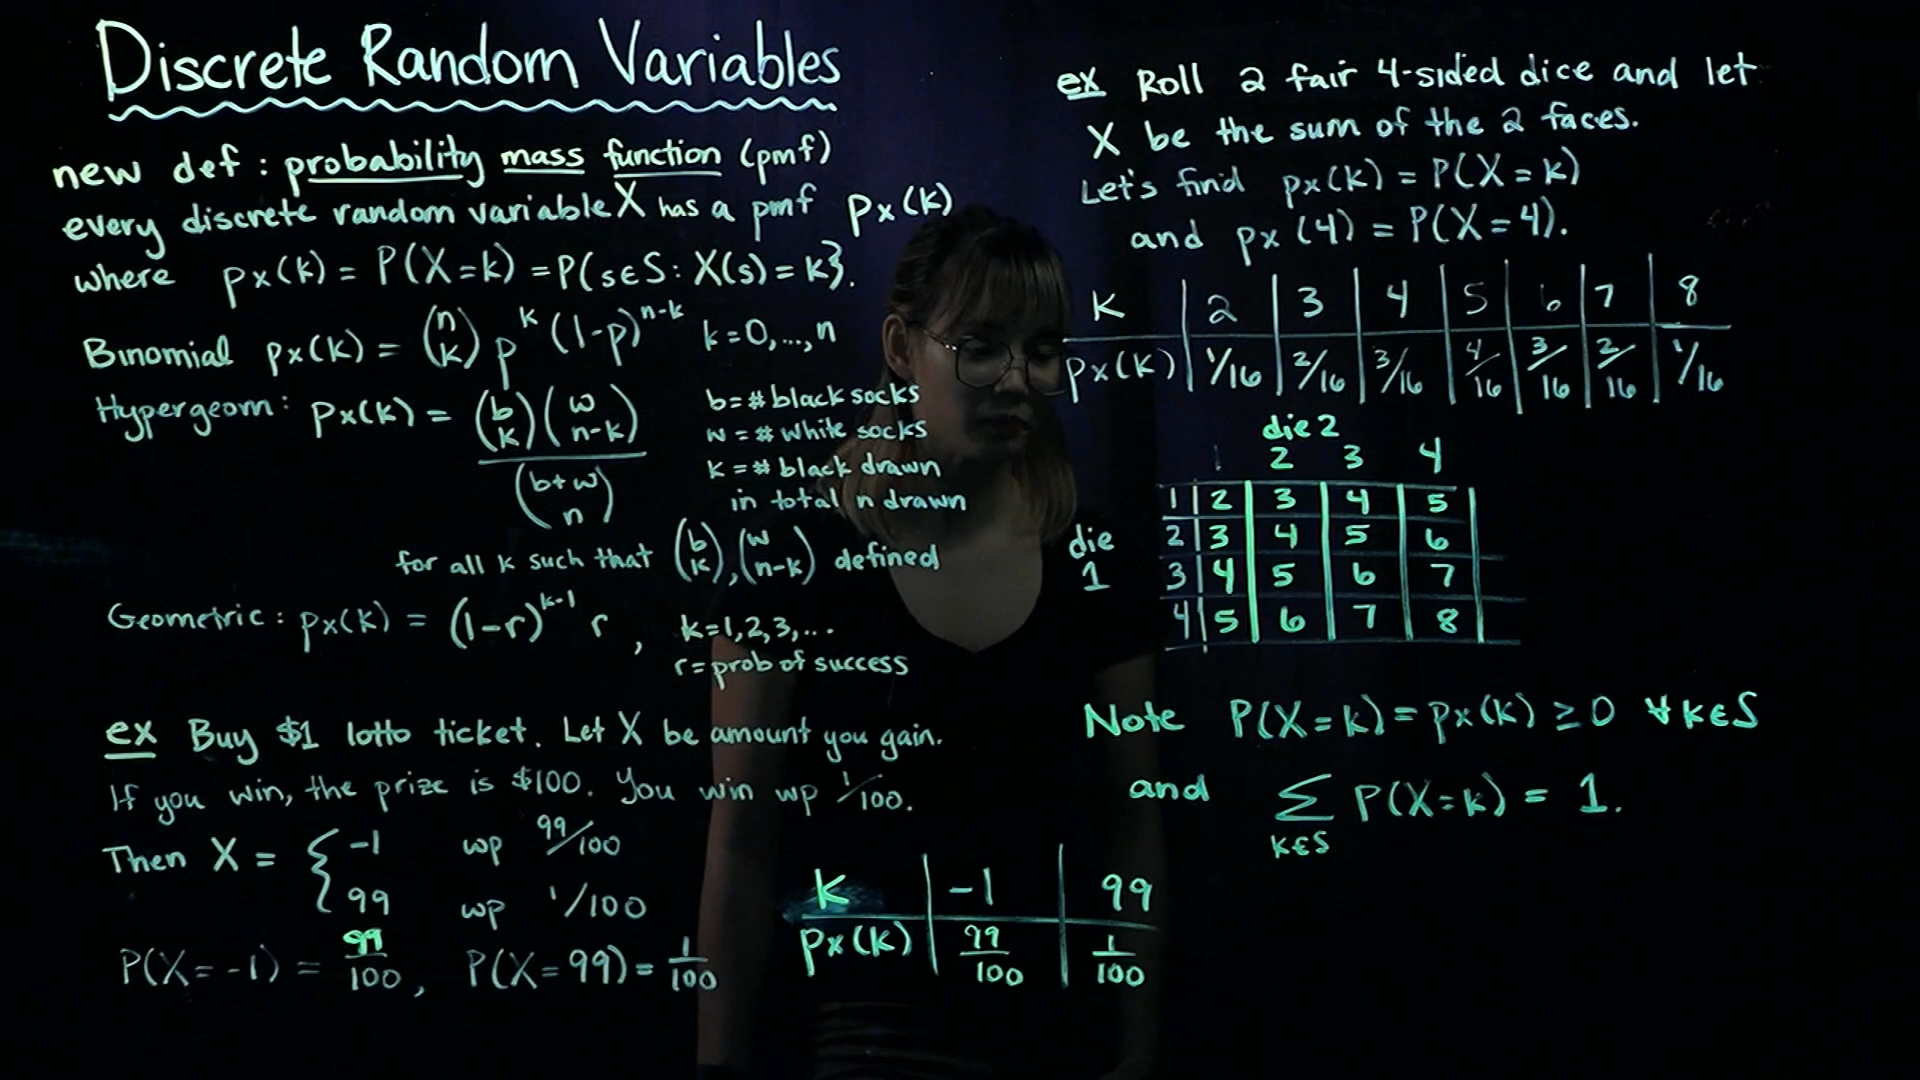 Discrete Random Variables
new def: probability mass function (pmf)
every discrete random variable X has a pmf px(k)
where px(k) = P(X=k) = P{s∈S: X(s)=k}.
Binomial px(k) = (n k) p^k (1-p)^n-k k=0,...,n
Hypergeom: px(k) = (b k)(w n-k) / (b+w n)
b=# black socks
w=# white socks
k=# black drawn
in total n drawn
for all k such that (b k), (w n-k) defined
Geometric: px(k) = (1-r)^k-1 r, k=1,2,3,...
r=prob of success
ex Buy $1 lotto ticket. Let X be amount you gain.
If you win, the prize is $100. You win wp 1/100.
Then X = { -1 wp 99/100
99 wp 1/100
P(X=-1) = 99/100, P(X=99) = 1/100
k | -1 | 99
px(k) | 99/100 | 1/100
ex Roll 2 fair 4-sided dice and let
X be the sum of the 2 faces.
Let's find px(k) = P(X=k)
and px(4) = P(X=4).
k | 2 | 3 | 4 | 5 | 6 | 7 | 8
px(k) | 1/16 | 2/16 | 3/16 | 4/16 | 3/16 | 2/16 | 1/16
die 2
1 2 3 4
die 1
1 | 2 | 3 | 4 | 5
2 | 3 | 4 | 5 | 6
3 | 4 | 5 | 6 | 7
4 | 5 | 6 | 7 | 8
Note P(X=k) = px(k) ≥ 0 ∀k∈S
and Σ k∈S P(X=k) = 1.